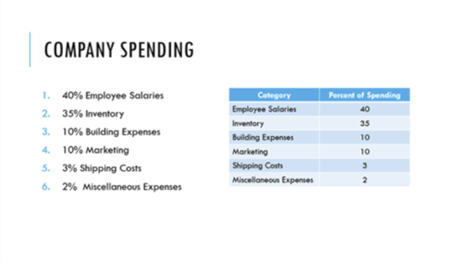 COMPANY SPENDING
1. 40% Employee Salaries
2. 35% Inventory
3. 10% Building Expenses
4. 10% Marketing
5. 3% Shipping Costs
6. 2% Miscellaneous Expenses
Category Percent of Spending
Employee Salaries 40
Inventory 35
Building Expenses 10
Marketing 10
Shipping Costs 3
Miscellaneous Expenses 2